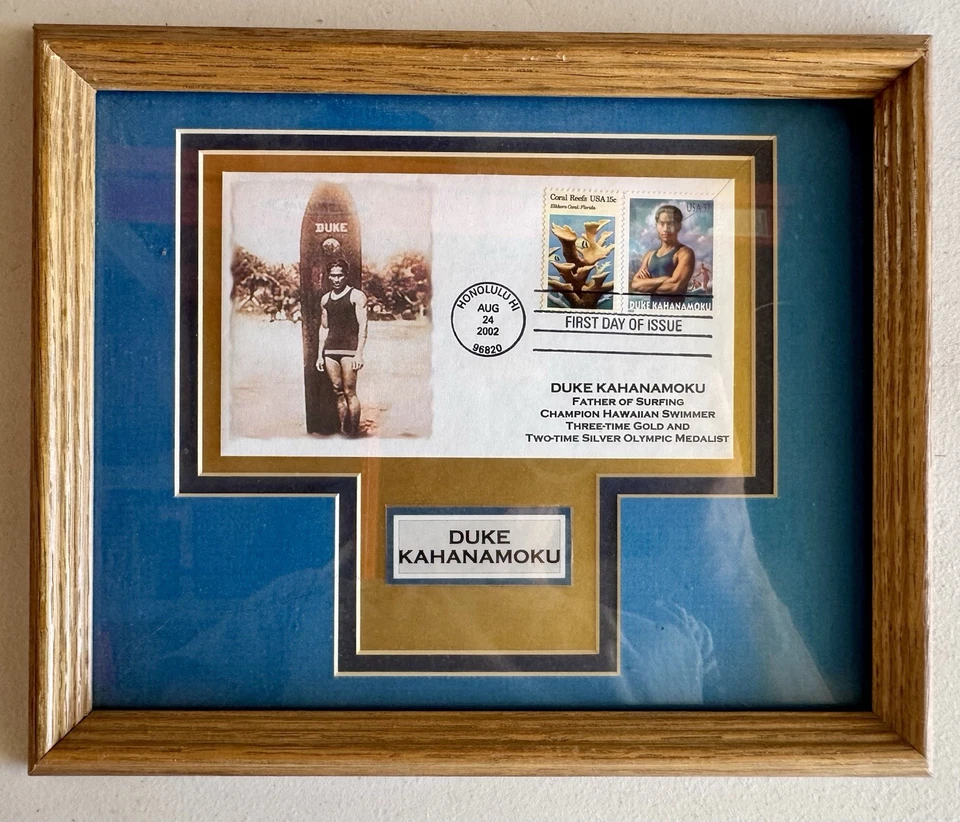 DUKE
Coral Reefs USA 15c
Elkhorn Coral: Florida
USA 37
DUKE KAHANAMOKU
HONOLULU HI
AUG
24
2002
96820
FIRST DAY OF ISSUE
DUKE KAHANAMOKU
FATHER OF SURFING
CHAMPION HAWAIIAN SWIMMER
THREE-TIME GOLD AND
TWO-TIME SILVER OLYMPIC MEDALIST
DUKE
KAHANAMOKU